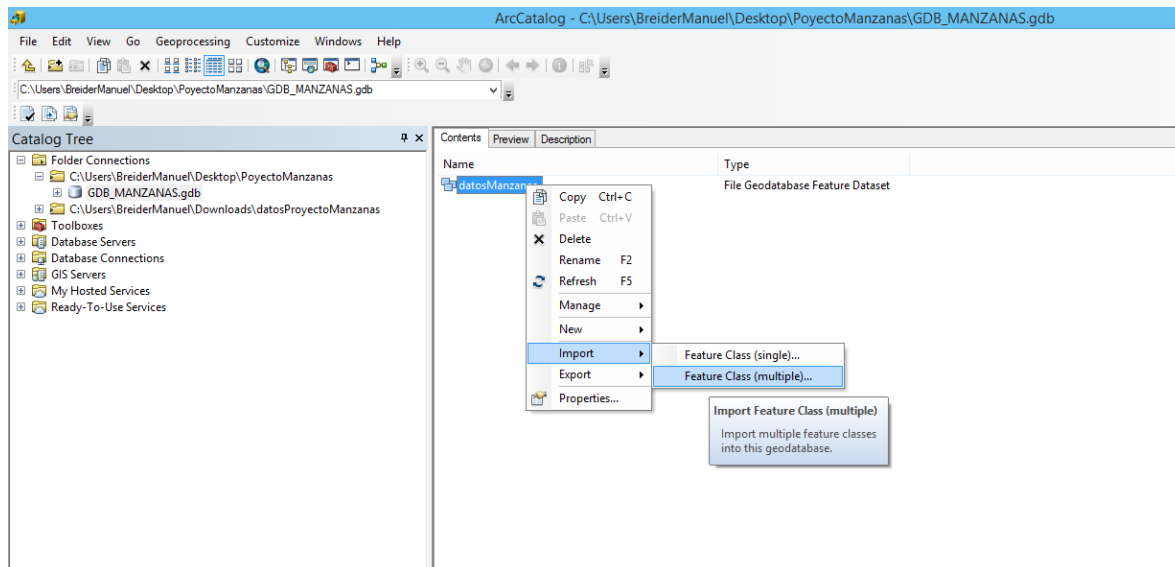 ArcCatalog - C:\Users\BreiderManuel\Desktop\PoyectoManzanas\GDB_MANZANAS.gdb
File Edit View Go Geoprocessing Customize Windows Help
C:\Users\BreiderManuel\Desktop\PoyectoManzanas\GDB_MANZANAS.gdb
Catalog Tree
Folder Connections
C:\Users\BreiderManuel\Desktop\PoyectoManzanas
GDB_MANZANAS.gdb
C:\Users\BreiderManuel\Downloads\datosProyectoManzanas
Toolboxes
Database Servers
Database Connections
GIS Servers
My Hosted Services
Ready-To-Use Services
Contents Preview Description
Name Type
File Geodatabase Feature Dataset
Copy Ctrl+C
Paste Ctrl+V
Delete
Rename F2
Refresh F5
Manage
New
Import
Export
Properties...
Feature Class (single)...
Feature Class (multiple)...
Import Feature Class (multiple)
Import multiple feature classes
into this geodatabase.